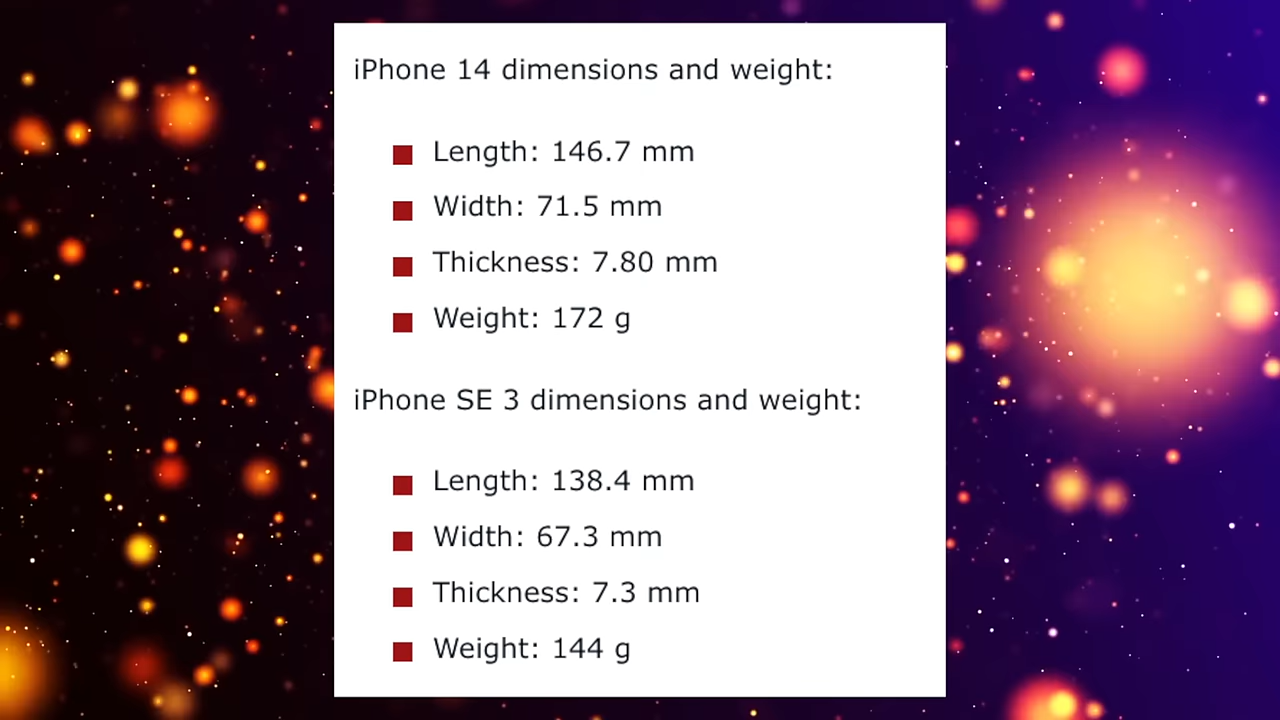 iPhone 14 dimensions and weight:
Length: 146.7 mm
Width: 71.5 mm
Thickness: 7.80 mm
Weight: 172 g
iPhone SE 3 dimensions and weight:
Length: 138.4 mm
Width: 67.3 mm
Thickness: 7.3 mm
Weight: 144 g